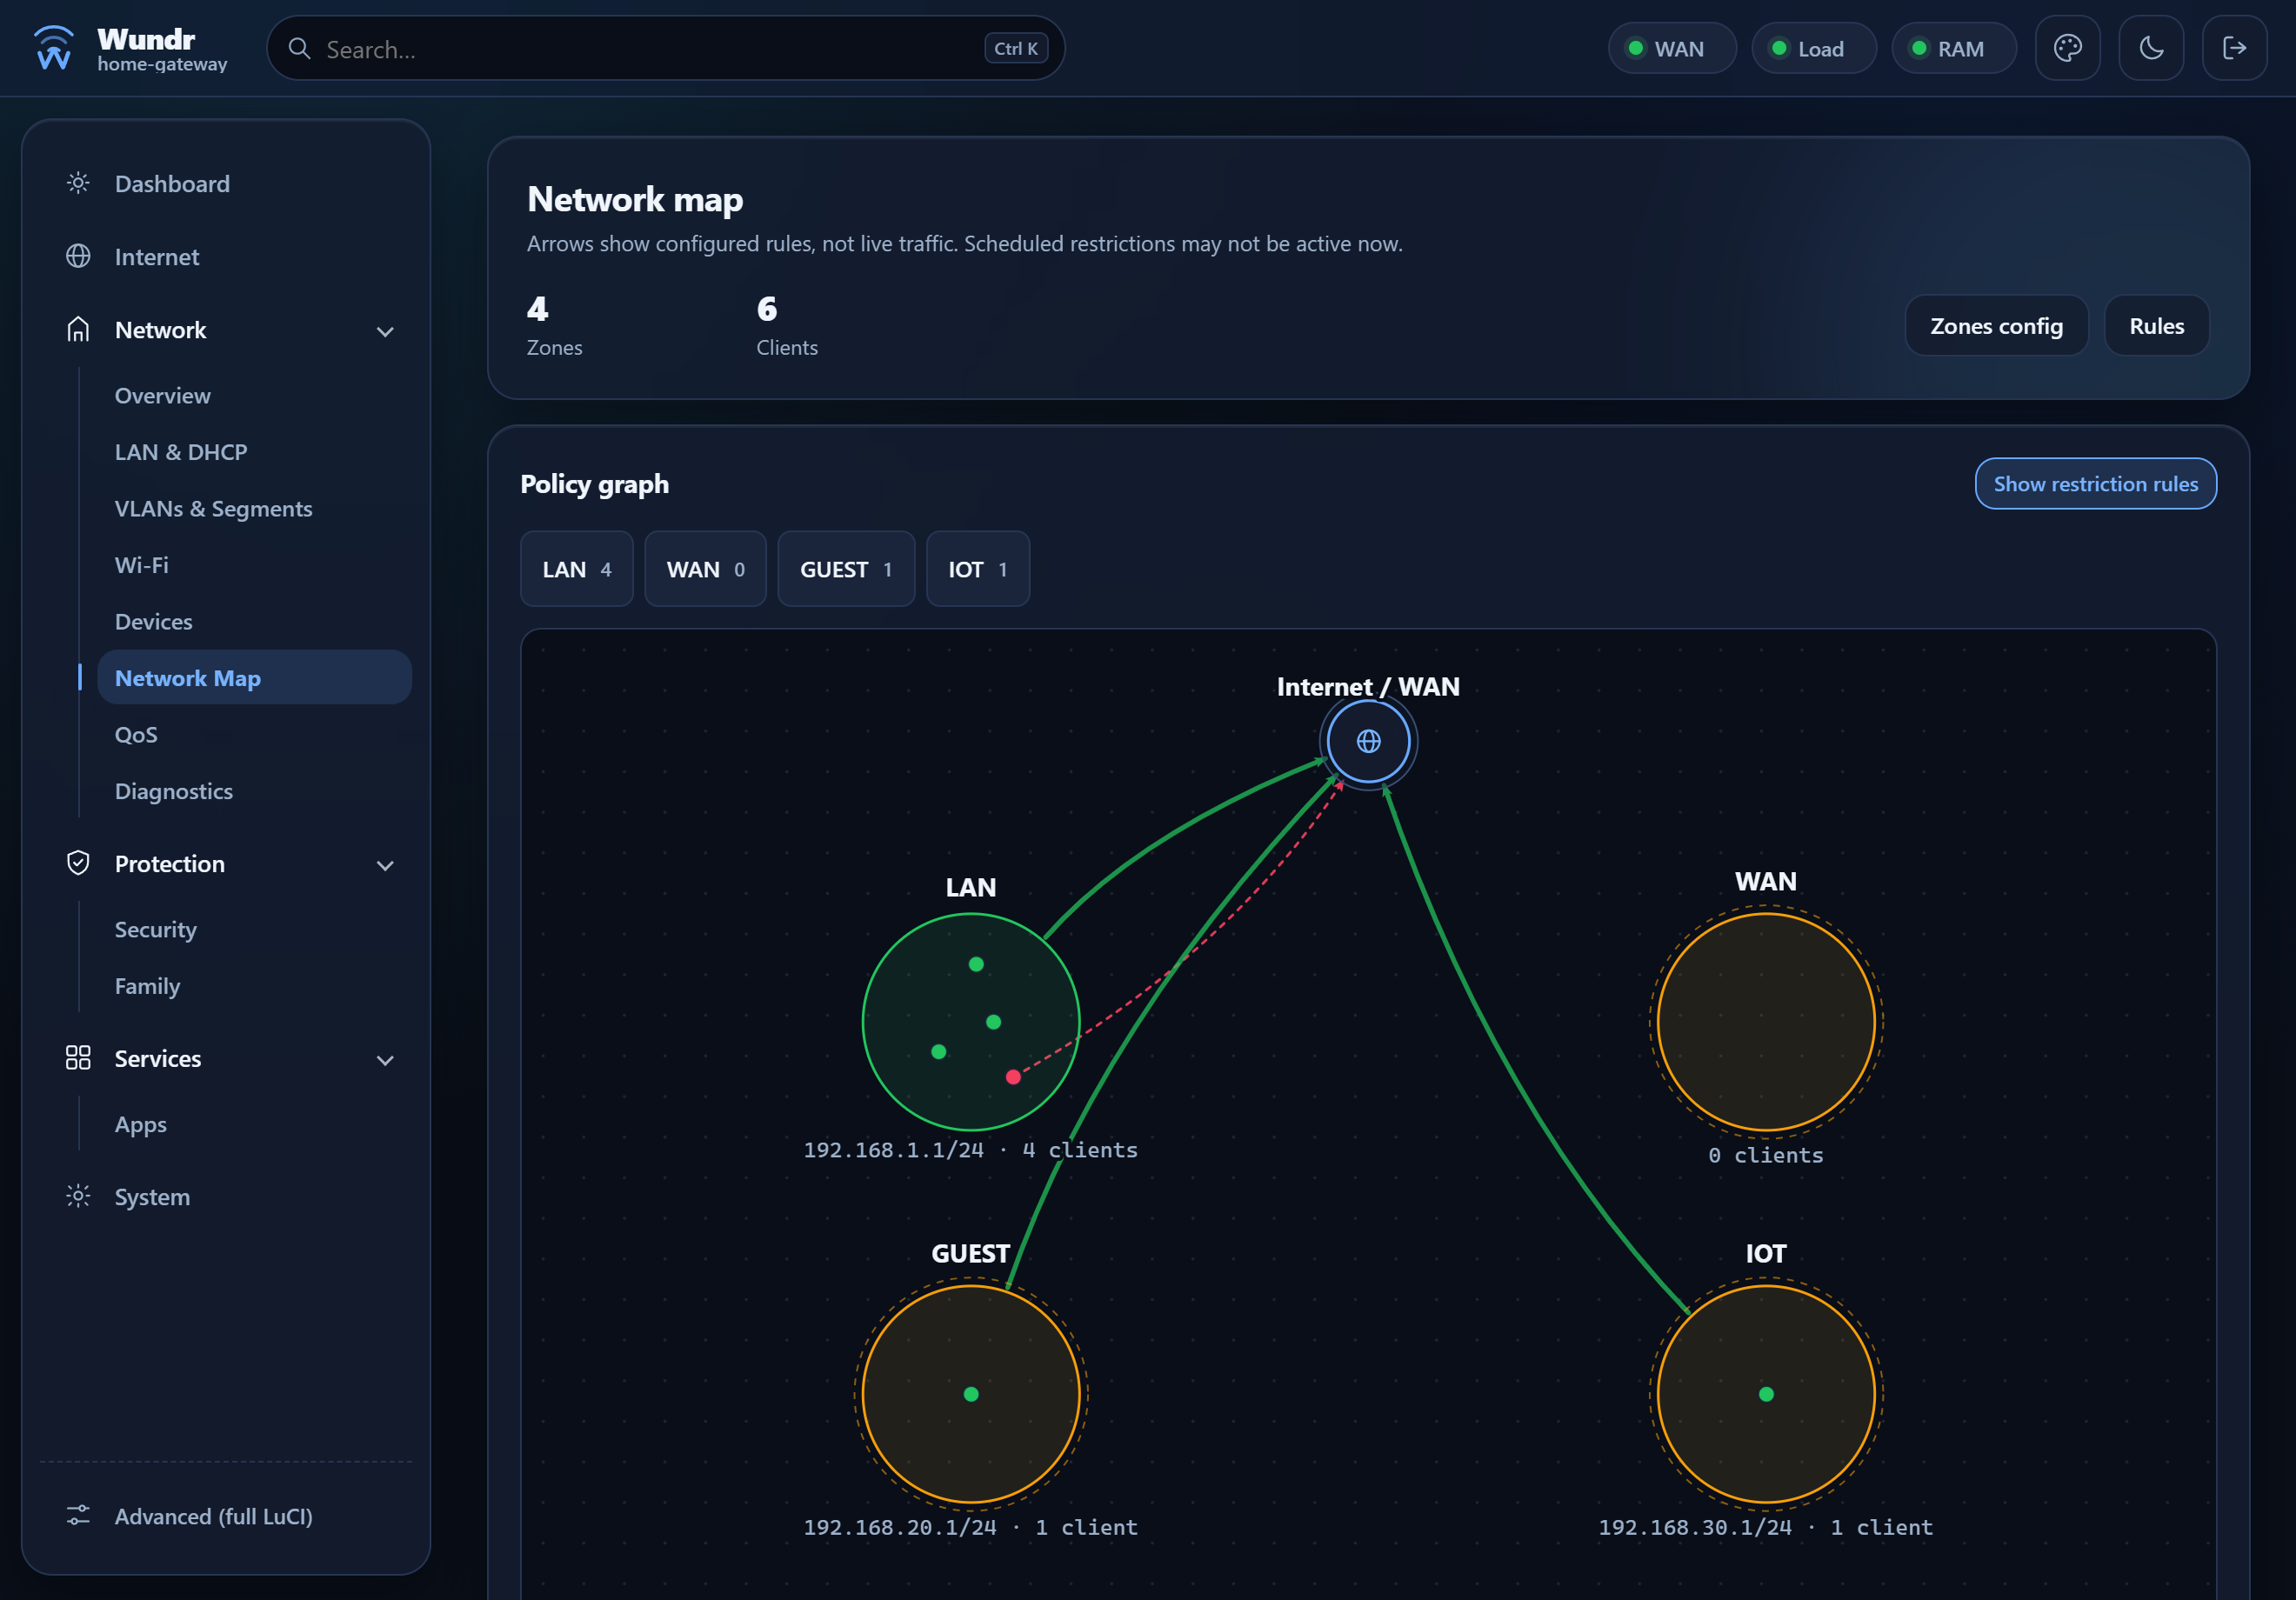 Wundr
home-gateway
Search...
Ctrl K
WAN
Load
RAM
Dashboard
Internet
Network
Overview
LAN & DHCP
VLANs & Segments
Wi-Fi
Devices
Network Map
QoS
Diagnostics
Protection
Security
Family
Services
Apps
System
Advanced (full LuCI)
Network map
Arrows show configured rules, not live traffic. Scheduled restrictions may not be active now.
4
Zones
6
Clients
Zones config
Rules
Policy graph
Show restriction rules
LAN 4
WAN 0
GUEST 1
IOT 1
Internet / WAN
LAN
192.168.1.1/24 · 4 clients
WAN
0 clients
GUEST
192.168.20.1/24 · 1 client
IOT
192.168.30.1/24 · 1 client